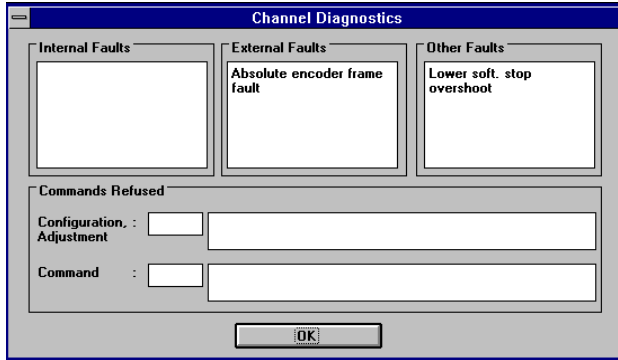 Channel Diagnostics
Internal Faults
External Faults
Other Faults
Absolute encoder frame
fault
Lower soft. stop
overshoot
Commands Refused
Configuration, :
Adjustment
Command :
OK